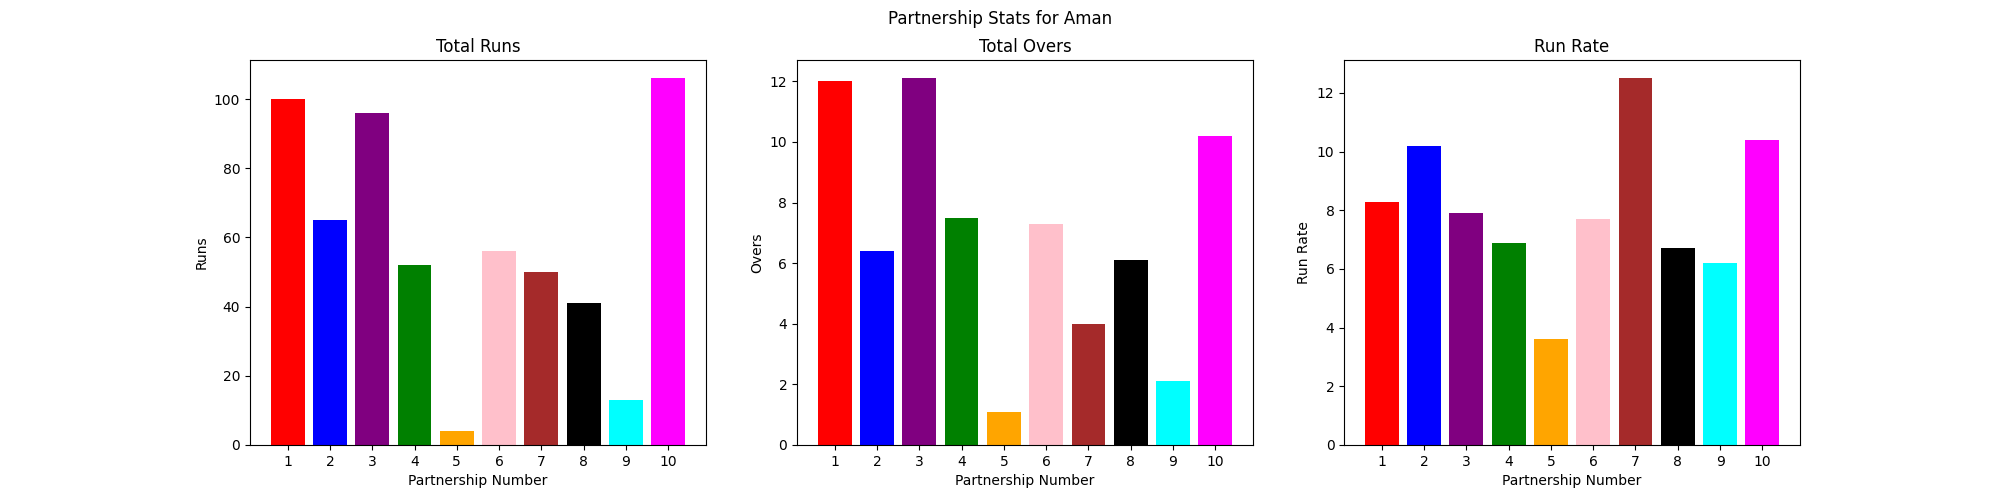 Partnership Stats for Aman
Total Runs
Runs
100
80
60
40
20
0
1 2 3 4 5 6 7 8 9 10
Partnership Number
Total Overs
Overs
12
10
8
6
4
2
0
1 2 3 4 5 6 7 8 9 10
Partnership Number
Run Rate
Run Rate
12
10
8
6
4
2
0
1 2 3 4 5 6 7 8 9 10
Partnership Number